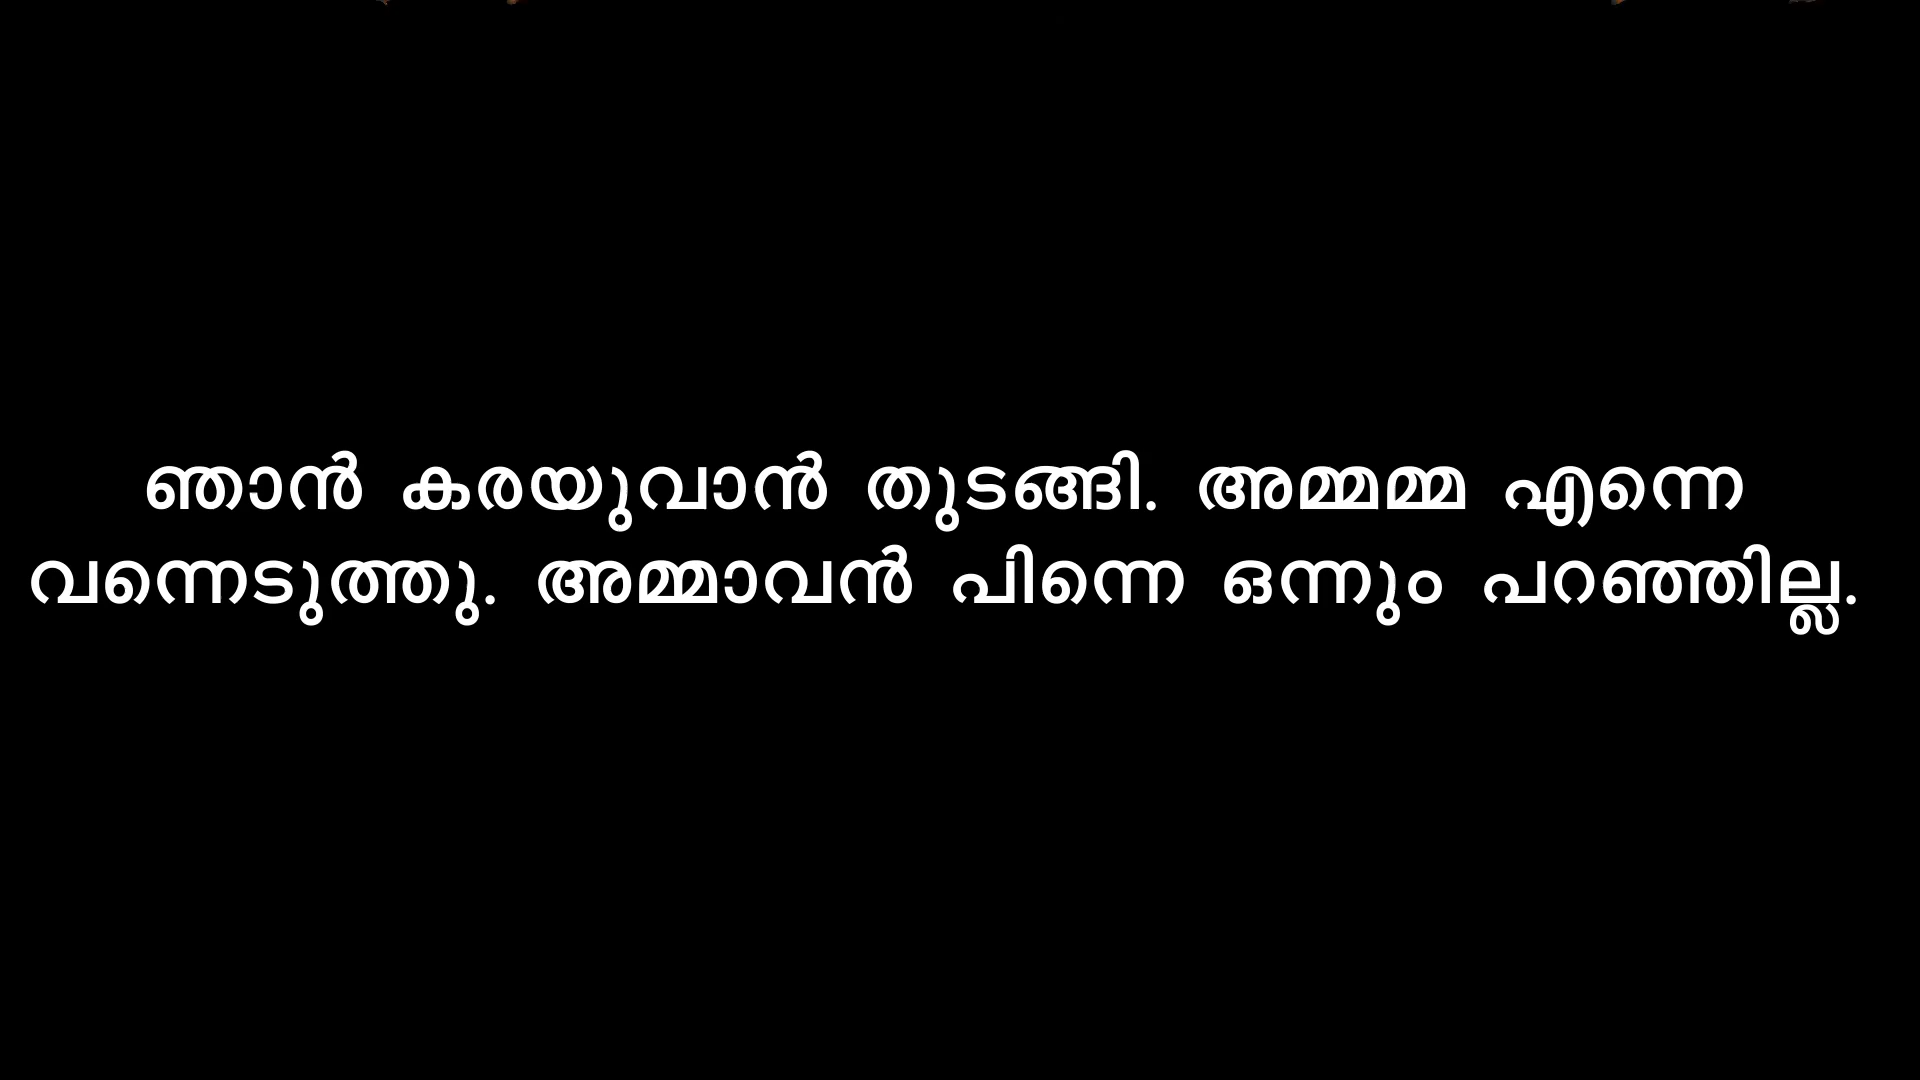 ഞാൻ കരയുവാൻ തുടങ്ങി. അമ്മമ്മ എന്നെ
വന്നെടുത്തു. അമ്മാവൻ പിന്നെ ഒന്നും പറഞ്ഞില്ല.